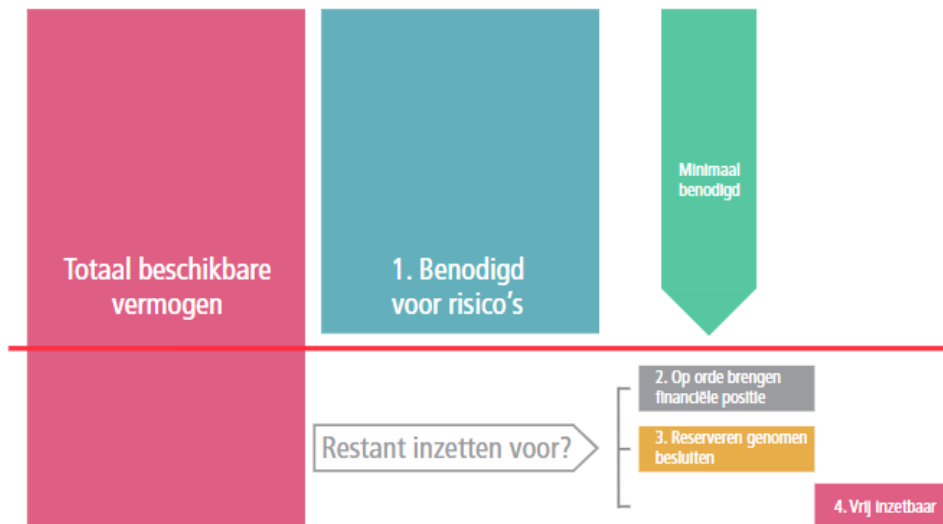 Totaal beschikbare
vermogen
1. Benodigd
voor risico's
Minimaal
benodigd
Restant inzetten voor?
2. Op orde brengen
financiële positie
3. Reserveren genomen
besluiten
4. Vrij inzetbaar